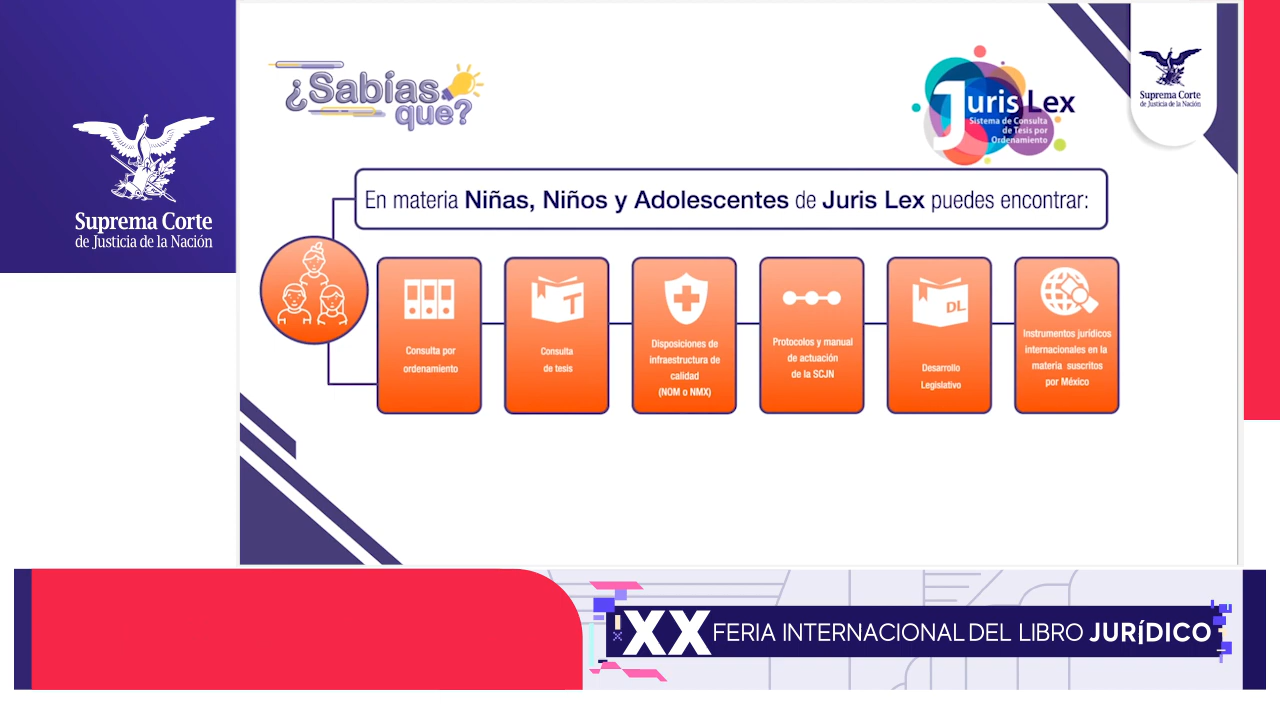 Suprema Corte
de Justicia de la Nación
¿Sabías
que?
Juris Lex
Sistema de Consulta
de Tesis por
Ordenamiento
Suprema Corte
de Justicia de la Nación
En materia Niñas, Niños y Adolescentes de Juris Lex puedes encontrar:
Consulta por
ordenamiento
T
Consulta
de tesis
Disposiciones de
infraestructura de
calidad
(NOM o NMX)
Protocolos y manual
de actuación
de la SCJN
DL
Desarrollo
Legislativo
Instrumentos jurídicos
internacionales en la
materia suscritos
por México
XX FERIA INTERNACIONAL DEL LIBRO JURÍDICO